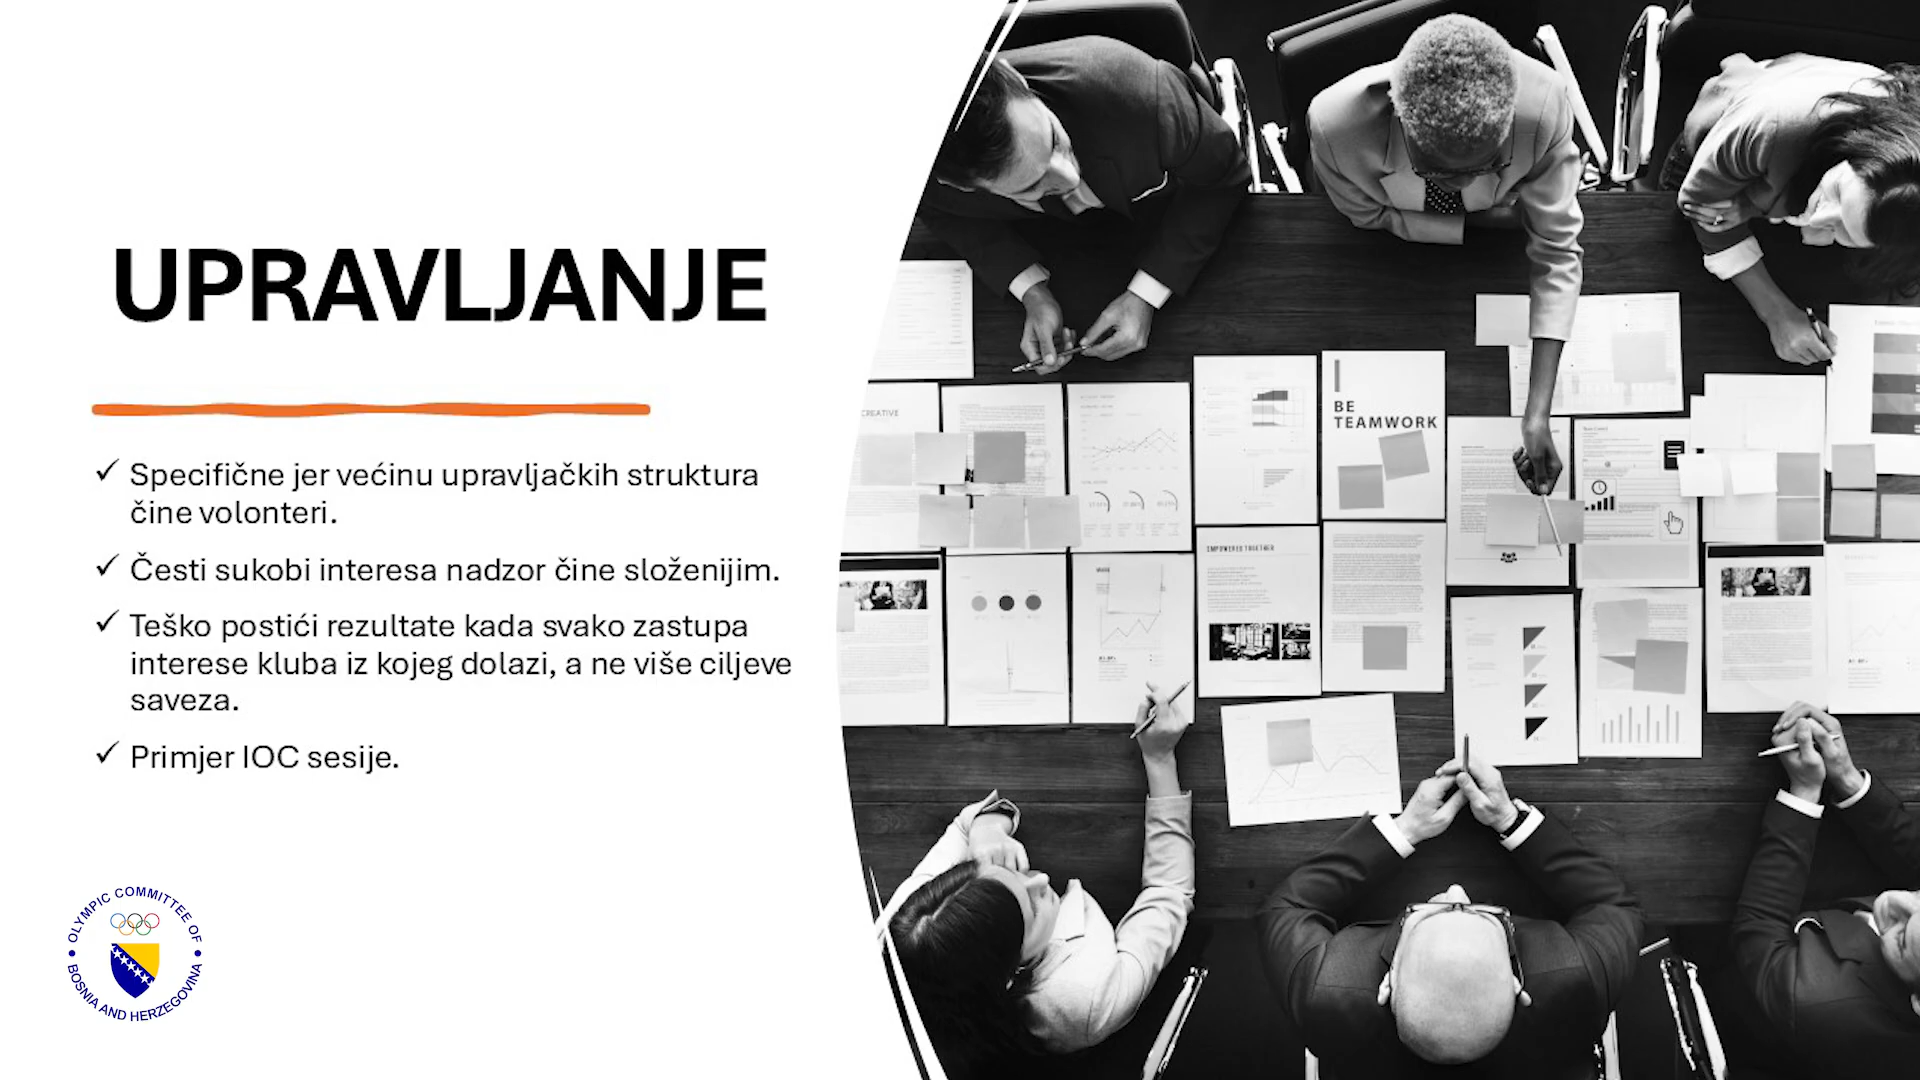 UPRAVLJANJE
✓ Specifične jer većinu upravljačkih struktura
čine volonteri.
✓ Česti sukobi interesa nadzor čine složenijim.
✓ Teško postići rezultate kada svako zastupa
interese kluba iz kojeg dolazi, a ne više ciljeve
saveza.
✓ Primjer IOC sesije.
OLYMPIC COMMITTEE OF
BOSNIA AND HERZEGOVINA
CREATIVE
BE
TEAMWORK
EMPOWERED TOGETHER